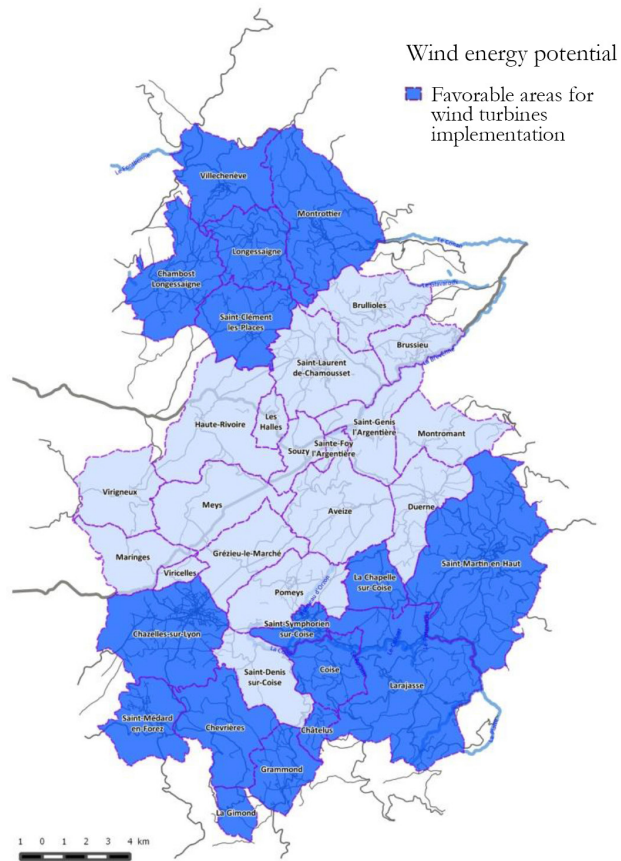 Wind energy potential
Favorable areas for
wind turbines
implementation
Villechenève
Montrottier
Longessaigne
Chambost
Longessaigne
Saint-Clément
les-Places
Brullioles
Brussieu
Saint-Laurent
de-Chamousset
Haute-Rivoire
Les
Halles
Saint-Genis
l'Argentière
Souzy
Sainte-Foy
l'Argentière
Montromant
Virigneux
Meys
Aveize
Duerne
Maringes
Viricelles
Grézieu-le-Marché
Saint Martin-en-Haut
La Chapelle
sur-Coise
Pomeys
Chazelles-sur-Lyon
Saint-Symphorien
sur-Coise
Saint-Denis
sur-Coise
Coise
Larajasse
Saint-Médard
en-Forez
Chevrières
Châtelus
Grammond
La Gimond
1 0 1 2 3 4 km